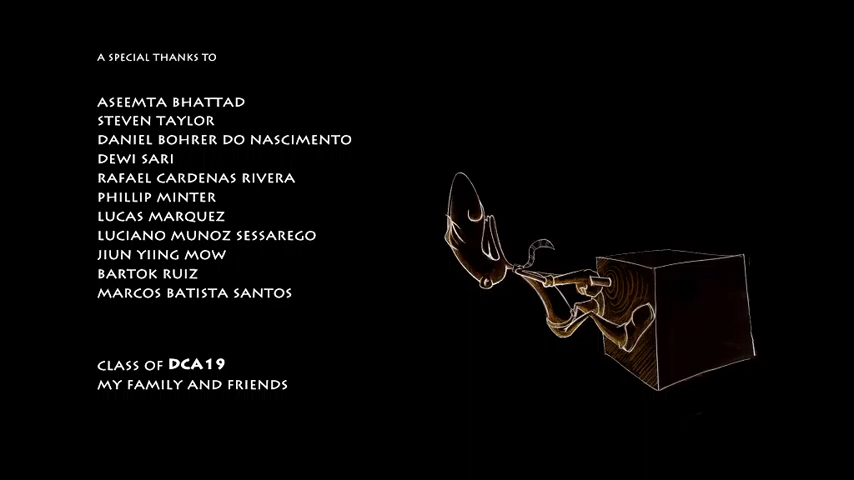 A SPECIAL THANKS TO
ASEEMTA BHATTAD
STEVEN TAYLOR
DANIEL BOHRER DO NASCIMENTO
DEWI SARI
RAFAEL CARDENAS RIVERA
PHILLIP MINTER
LUCAS MARQUEZ
LUCIANO MUNOZ SESSAREGO
JIUN YIING MOW
BARTOK RUIZ
MARCOS BATISTA SANTOS
CLASS OF DCA19
MY FAMILY AND FRIENDS